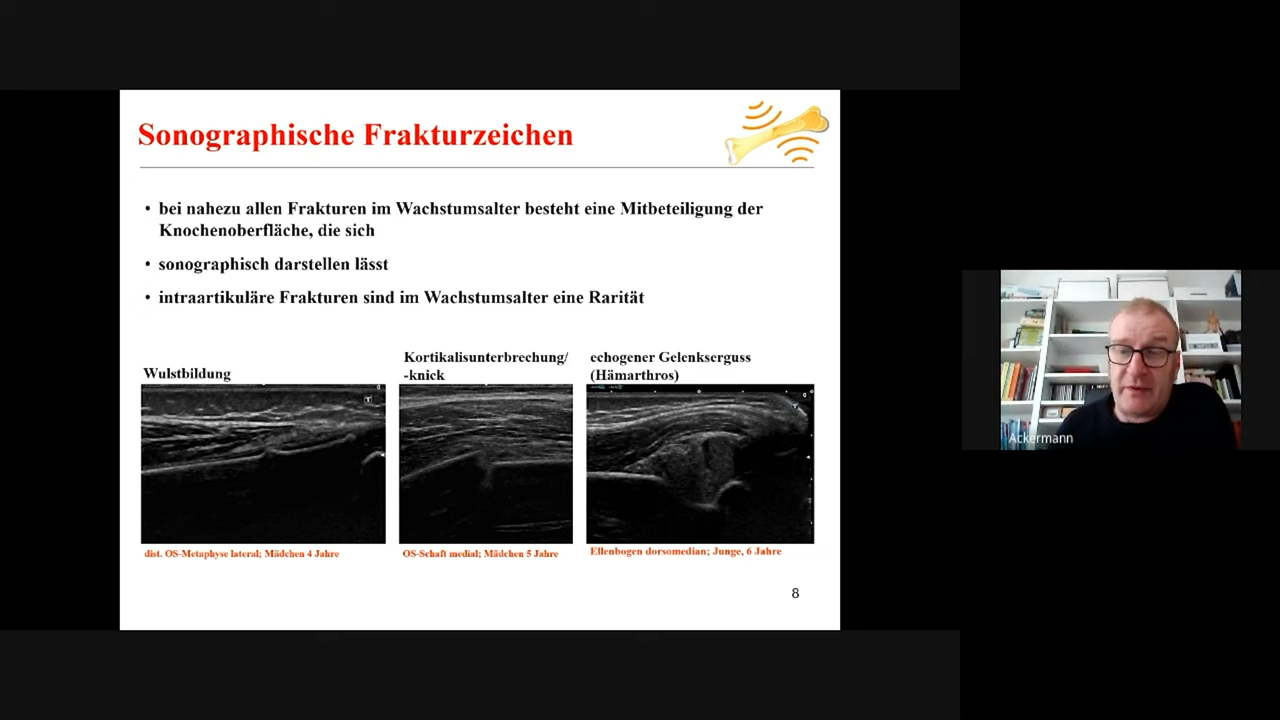 Sonographische Frakturzeichen
• bei nahezu allen Frakturen im Wachstumsalter besteht eine Mitbeteiligung der
Knochenoberfläche, die sich
• sonographisch darstellen lässt
• intraartikuläre Frakturen sind im Wachstumsalter eine Rarität
Wulstbildung
Kortikalisunterbrechung/
-knick
echogener Gelenkserguss
(Hämarthros)
dist. OS-Metaphyse lateral; Mädchen 4 Jahre
OS-Schaft medial; Mädchen 5 Jahre
Ellenbogen dorsomedian; Junge, 6 Jahre
8
Ackermann